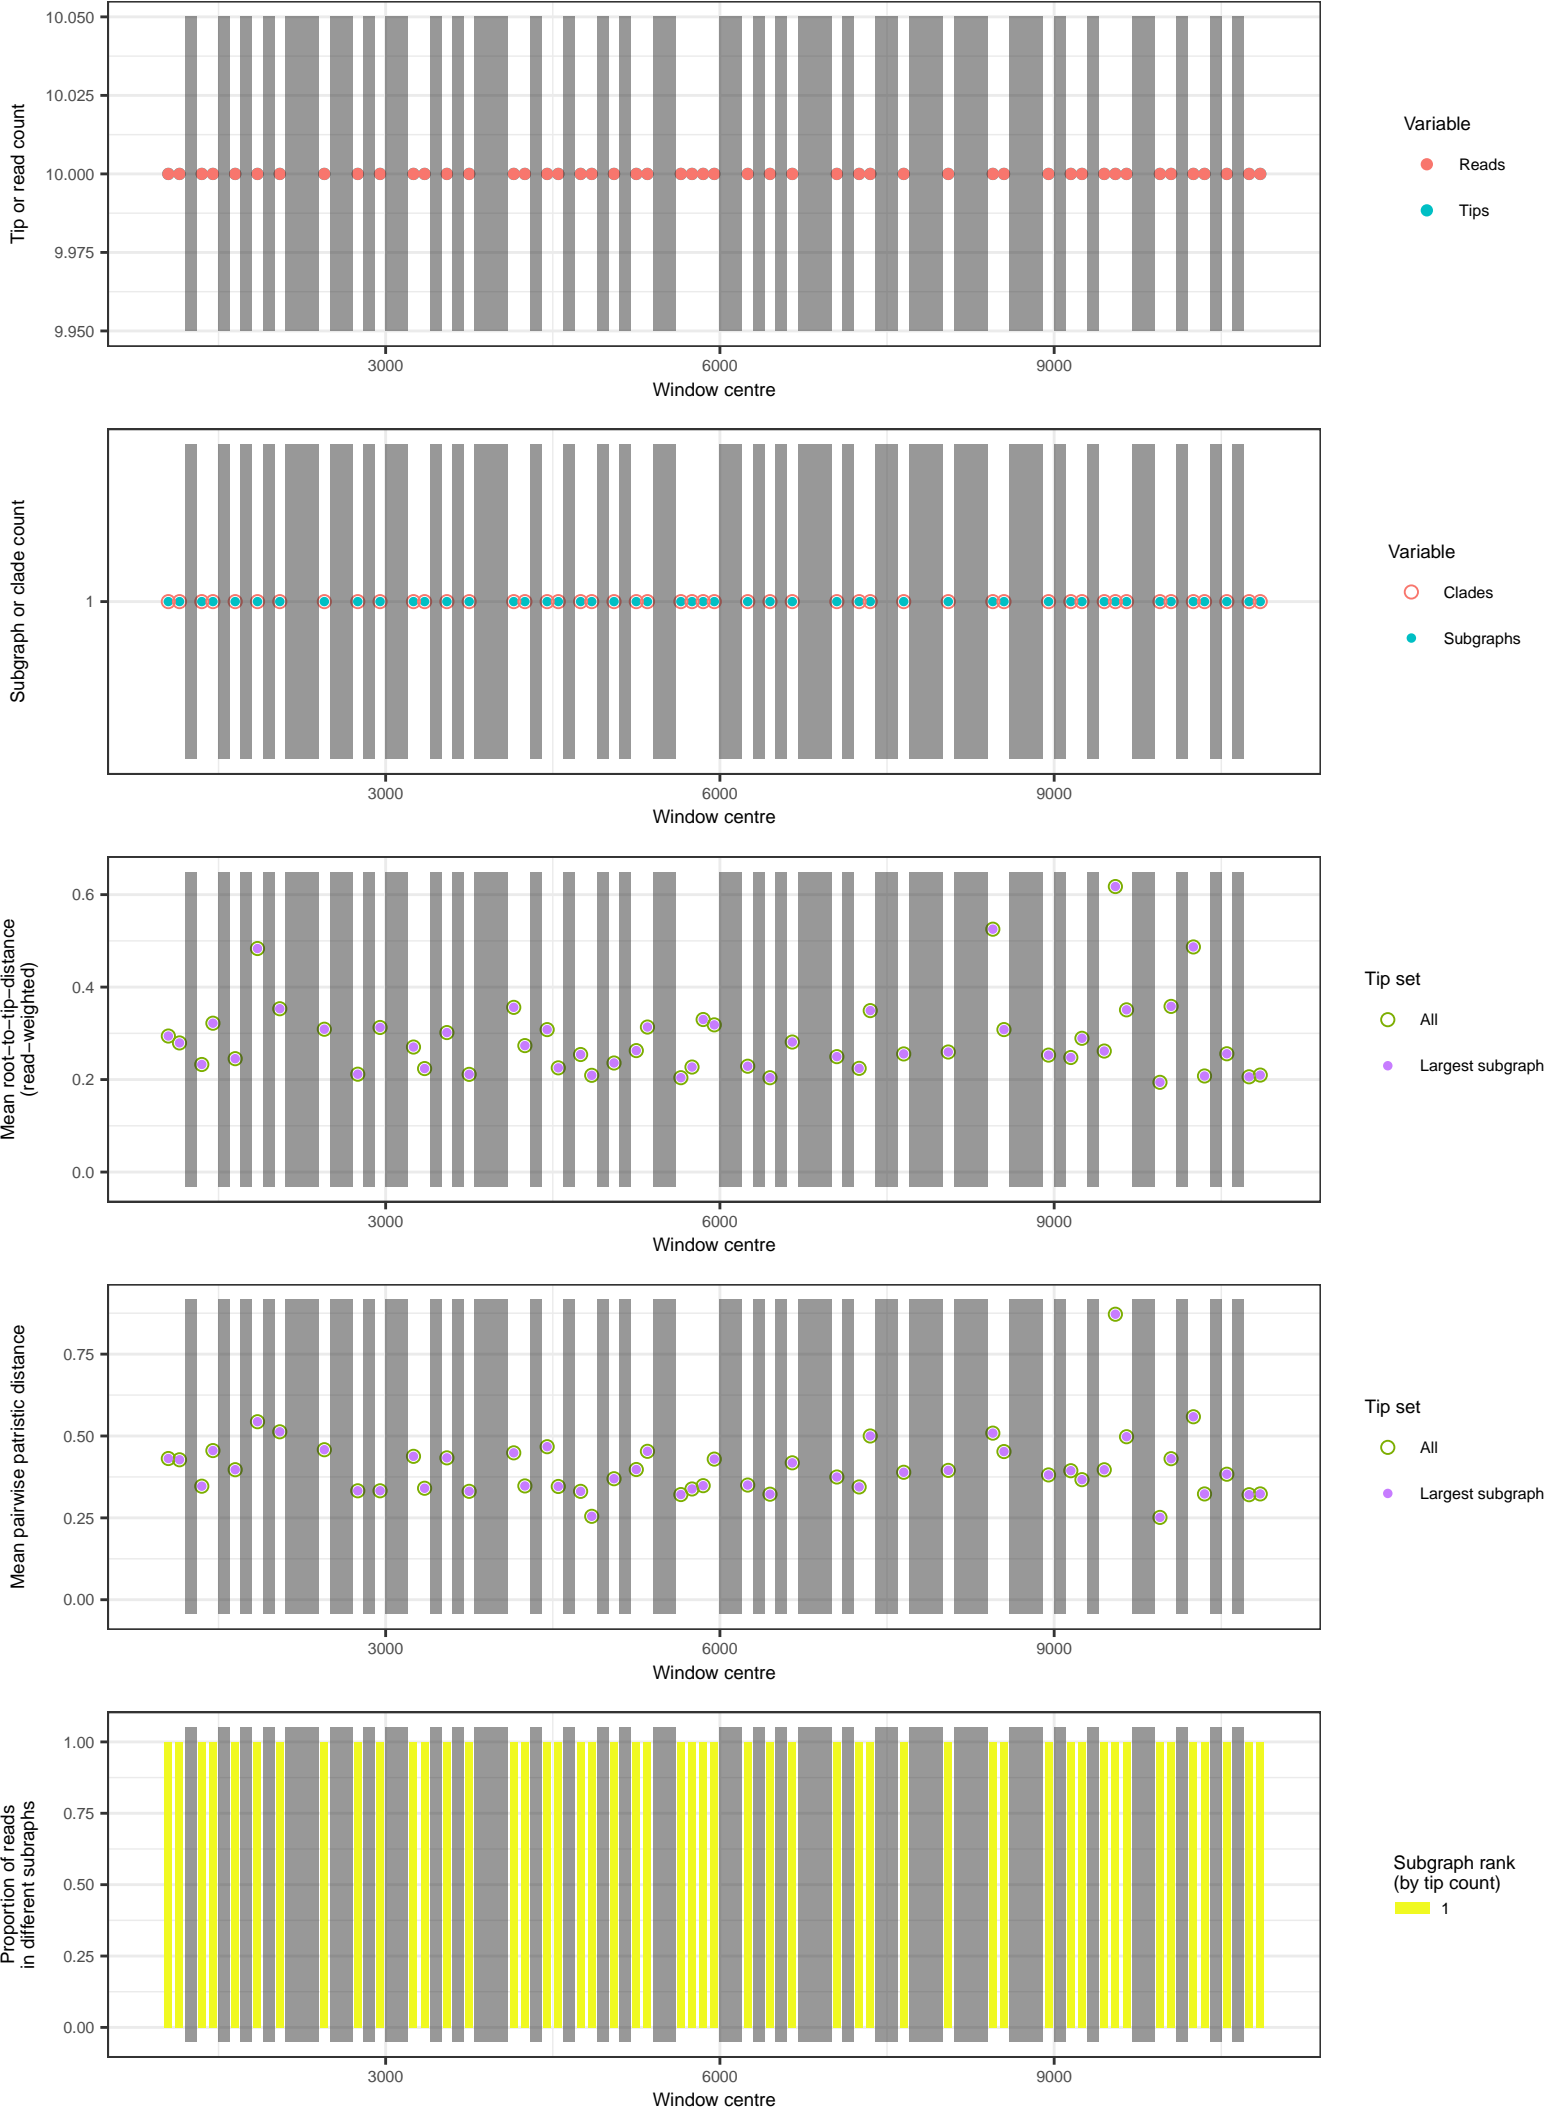 10.050
10.025
10.000
9.975
9.950
Tip or read count
3000
6000
9000
Window centre
Variable
Reads
Tips
1
Subgraph or clade count
3000
6000
9000
Window centre
Variable
Clades
Subgraphs
0.6
0.4
0.2
0.0
Mean root−to−tip−distance
(read−weighted)
3000
6000
9000
Window centre
Tip set
All
Largest subgraph
0.75
0.50
0.25
0.00
Mean pairwise patristic distance
3000
6000
9000
Window centre
Tip set
All
Largest subgraph
1.00
0.75
0.50
0.25
0.00
Proportion of reads
in different subraphs
3000
6000
9000
Window centre
Subgraph rank
(by tip count)
1